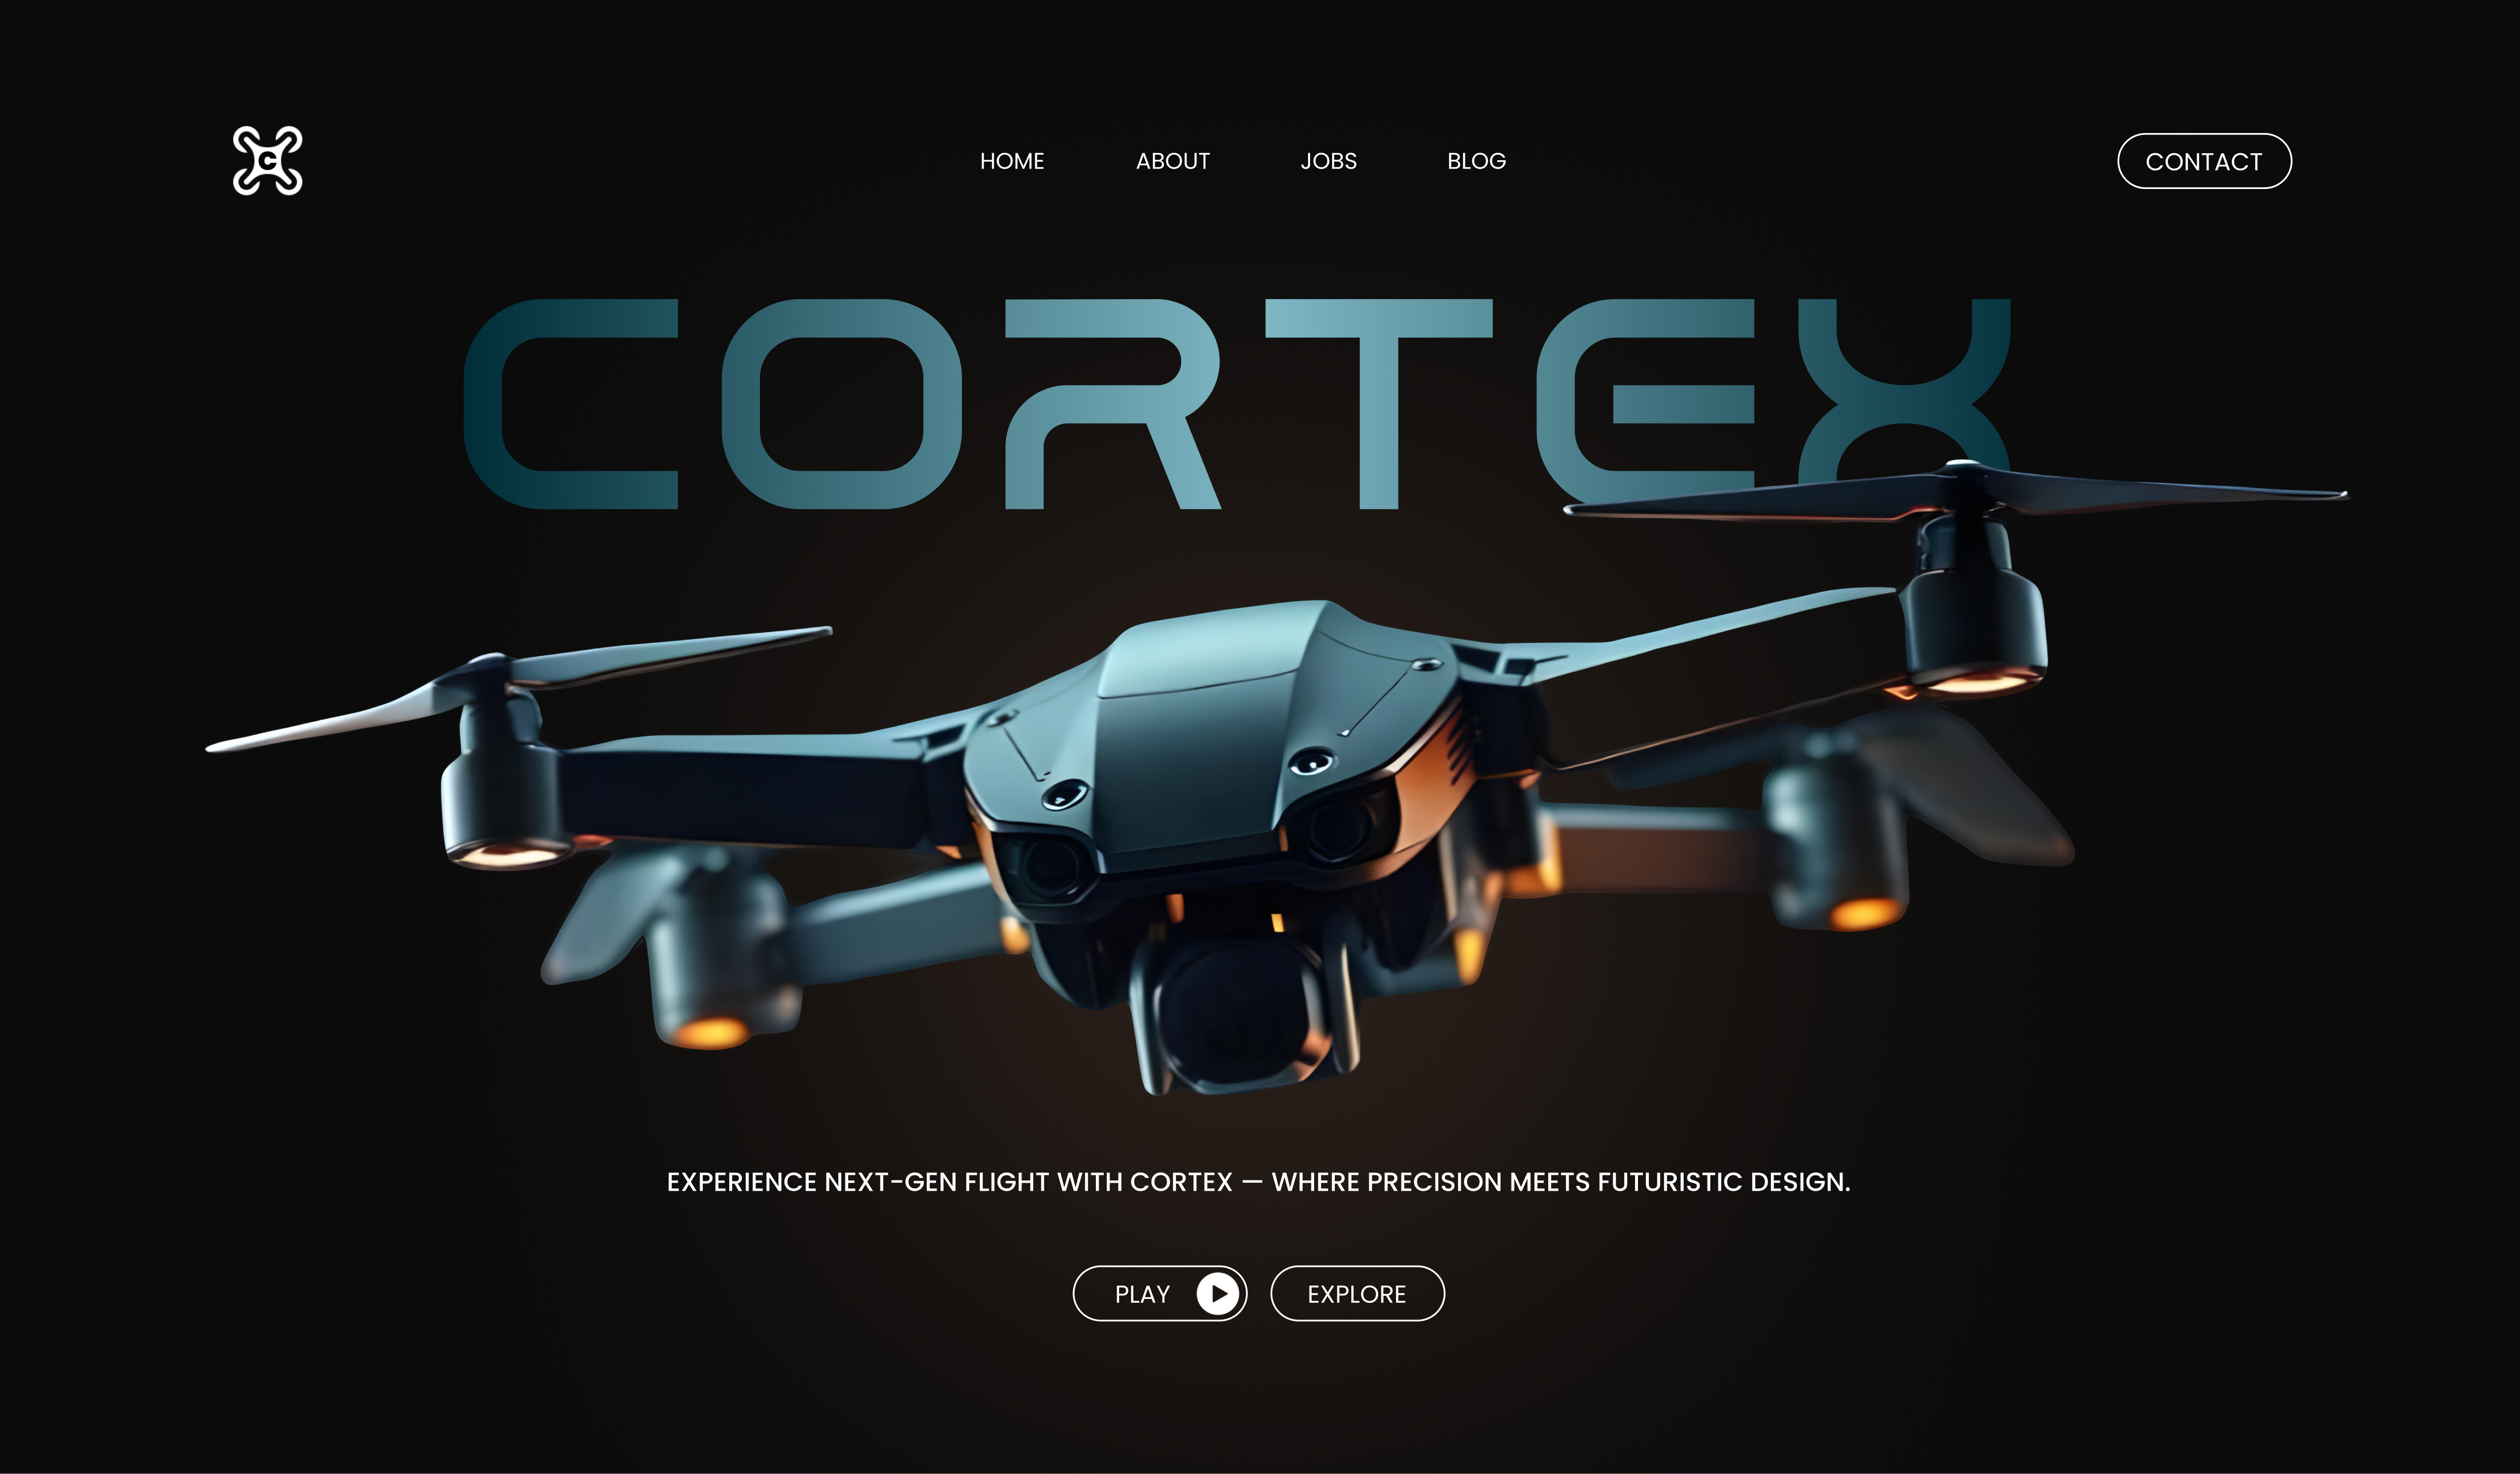 C
HOME ABOUT JOBS BLOG CONTACT
CORTEX
EXPERIENCE NEXT-GEN FLIGHT WITH CORTEX — WHERE PRECISION MEETS FUTURISTIC DESIGN.
PLAY EXPLORE